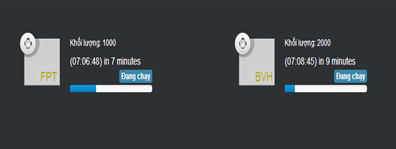 Khối lượng: 1000
(07:06:48) in 7 minutes
Đang chạy
FPT
Khối lượng: 2000
(07:08:45) in 9 minutes
Đang chạy
BVH